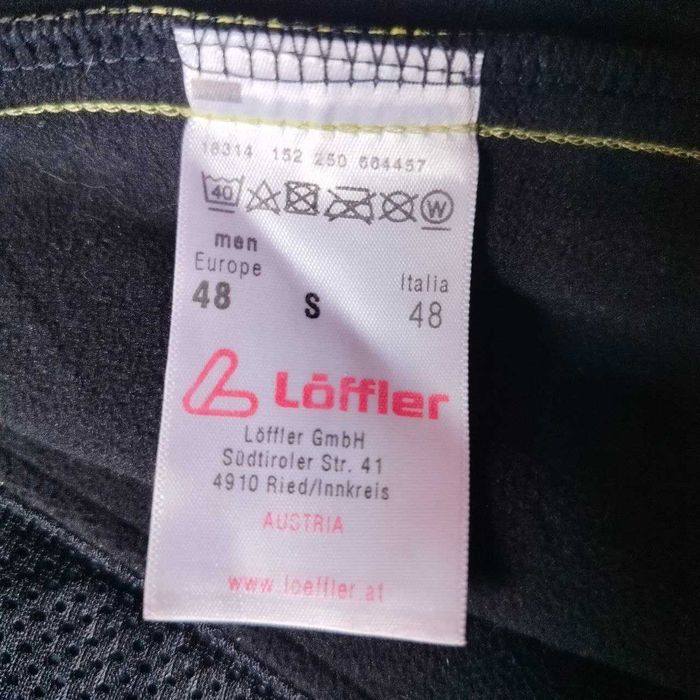 18314 152 250 664457
40 W
men
Europe Italia
48 S 48
Löffler
Löffler GmbH
Südtiroler Str. 41
4910 Ried/Innkreis
AUSTRIA
www.loeffler.at